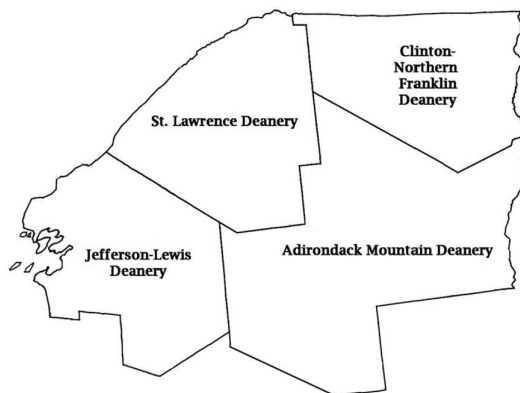 Clinton-
Northern
Franklin
Deanery
St. Lawrence Deanery
Jefferson-Lewis
Deanery
Adirondack Mountain Deanery